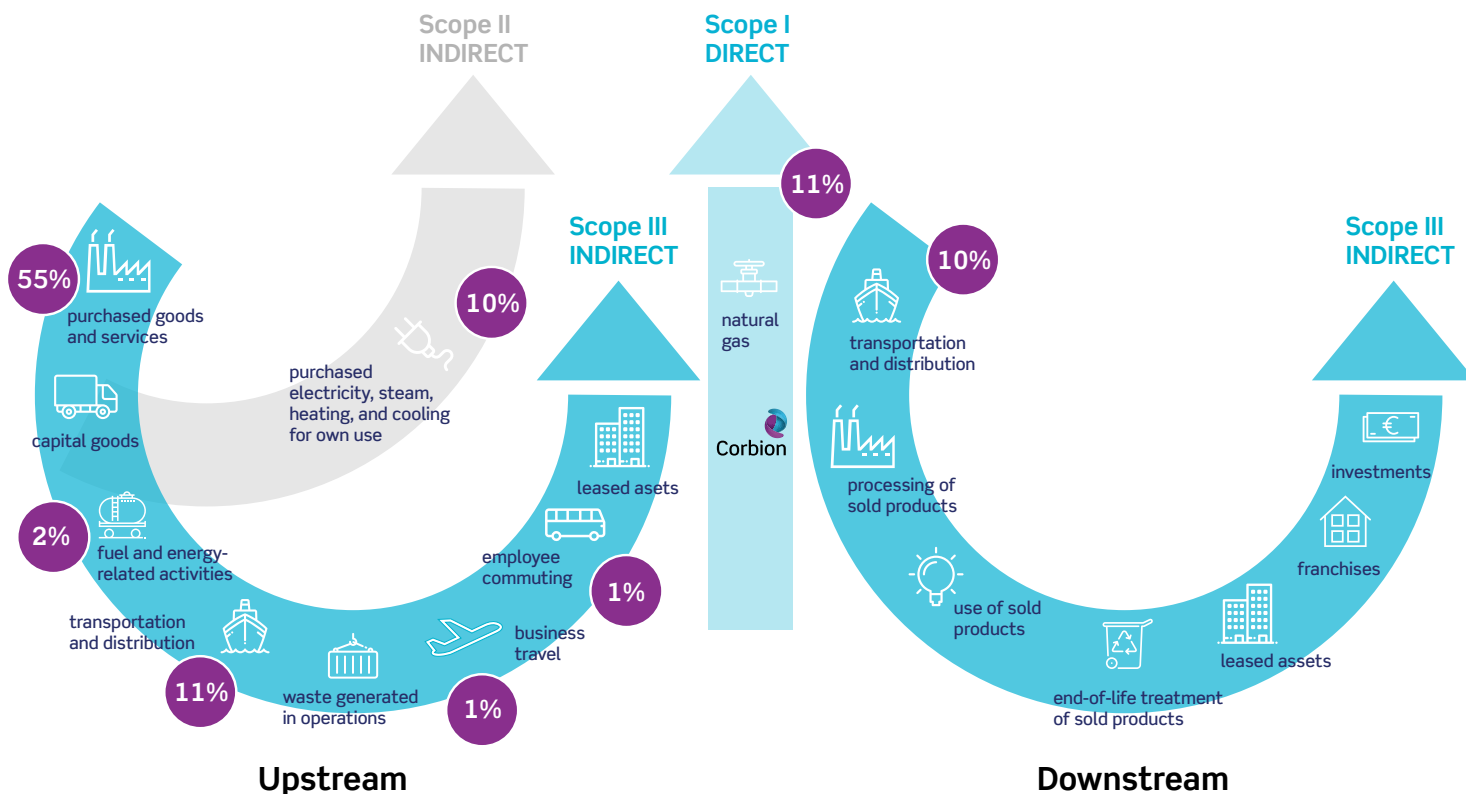 Scope II
INDIRECT
Scope I
DIRECT
11%
Scope III
INDIRECT
Scope III
INDIRECT
55%
purchased goods
and services
capital goods
2%
fuel and energy-
related activities
transportation
and distribution
11%
waste generated
in operations
1%
business
travel
employee
commuting
1%
leased asets
10%
purchased
electricity, steam,
heating, and cooling
for own use
natural
gas
Corbion
10%
transportation
and distribution
processing of
sold products
use of sold
products
end-of-life treatment
of sold products
leased assets
franchises
investments
€
Upstream
Downstream